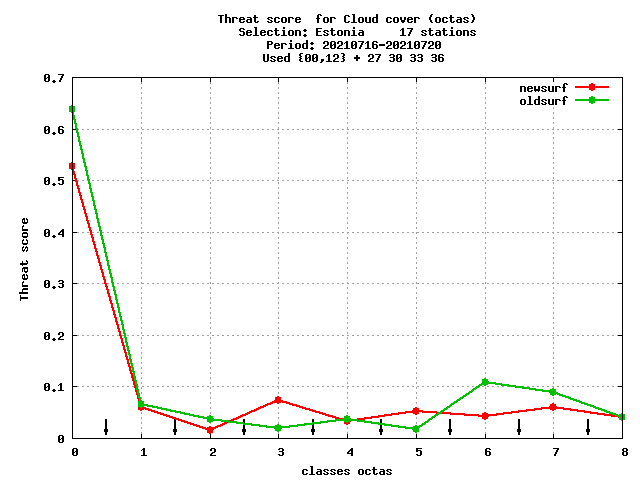 Threat score  for Cloud cover (octas)
Selection: Estonia     17 stations
Period: 20210716-20210720
Used {00,12} + 27 30 33 36
newsurf
oldsurf
0.7
0.6
0.5
0.4
0.3
0.2
0.1
0
Threat score
0 1 2 3 4 5 6 7 8
classes octas